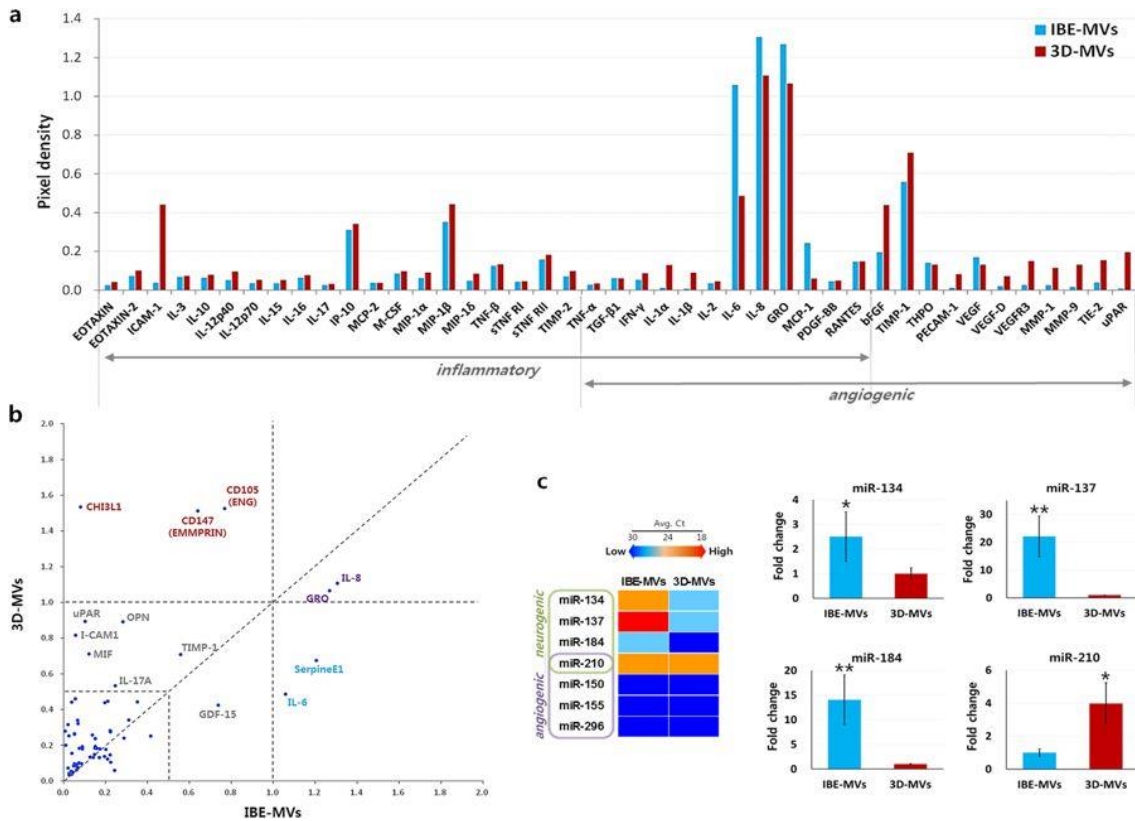 a
Pixel density
1.4
1.2
1.0
0.8
0.6
0.4
0.2
0.0
IBE-MVs
3D-MVs
EOTAXIN
EOTAXIN-2
ICAM-1
IL-3
IL-10
IL-12p40
IL-12p70
IL-15
IL-16
IL-17
IP-10
MCP-2
M-CSF
MIP-1α
MIP-1β
MIP-1δ
TNF-β
sTNF RI
sTNF RII
TIMP-2
TNF-α
TGF-β1
IFN-γ
IL-1α
IL-1β
IL-2
IL-6
IL-8
GRO
MCP-1
PDGF-BB
RANTES
bFGF
TIMP-1
THPO
PECAM-1
VEGF
VEGF-D
VEGFR3
MMP-1
MMP-9
TIE-2
uPAR
inflammatory
angiogenic
b
3D-MVs
2.0
1.8
1.6
1.4
1.2
1.0
0.8
0.6
0.4
0.2
0.0
CHI3L1
CD105
(ENG)
CD147
(EMMPRIN)
IL-8
GRO
uPAR
OPN
I-CAM1
MIF
TIMP-1
IL-17A
SerpineE1
IL-6
GDF-15
0.0 0.2 0.4 0.6 0.8 1.0 1.2 1.4 1.6 1.8 2.0
IBE-MVs
c
Avg. Ct
30 24 18
Low High
IBE-MVs 3D-MVs
neurogenic
angiogenic
miR-134
miR-137
miR-184
miR-210
miR-150
miR-155
miR-296
miR-134
Fold change
4
3
2
1
0
*
IBE-MVs 3D-MVs
miR-137
Fold change
30
20
10
0
**
IBE-MVs 3D-MVs
miR-184
Fold change
20
15
10
5
0
**
IBE-MVs 3D-MVs
miR-210
Fold change
6
4
2
0
*
IBE-MVs 3D-MVs